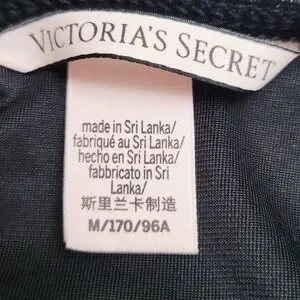 VICTORIA'S SECRET
made in Sri Lanka/
fabriqué au Sri Lanka/
hecho en Sri Lanka/
fabbricato in Sri
Lanka/
斯里兰卡制造
M/170/96A